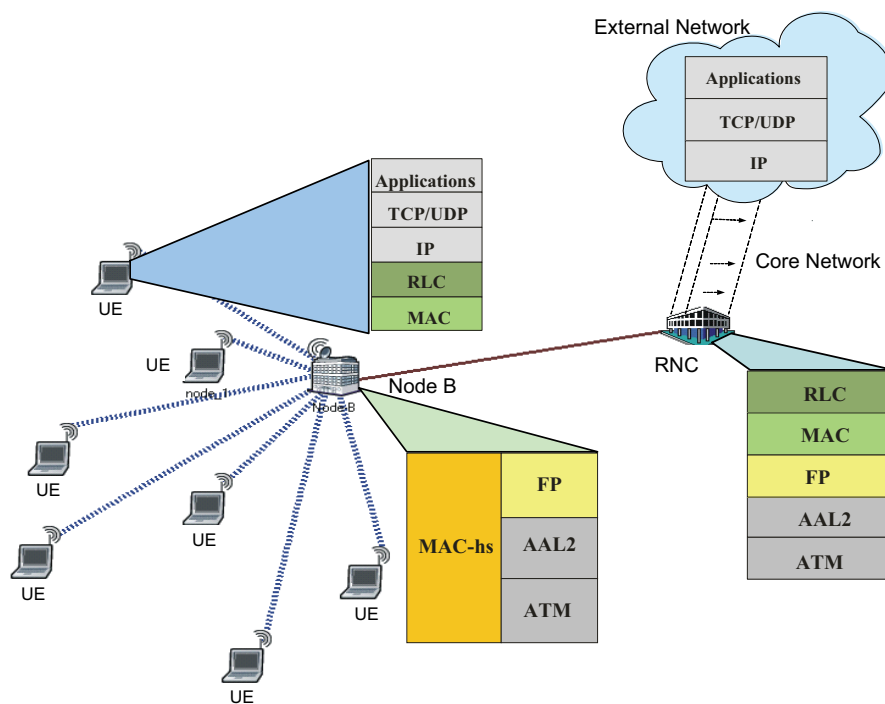 External Network
Applications
TCP/UDP
IP
Core Network
RNC
Applications
TCP/UDP
IP
RLC
MAC
UE
UE
node_1
Node B
Node B
UE
UE
UE
UE
UE
MAC-hs
FP
AAL2
ATM
RLC
MAC
FP
AAL2
ATM